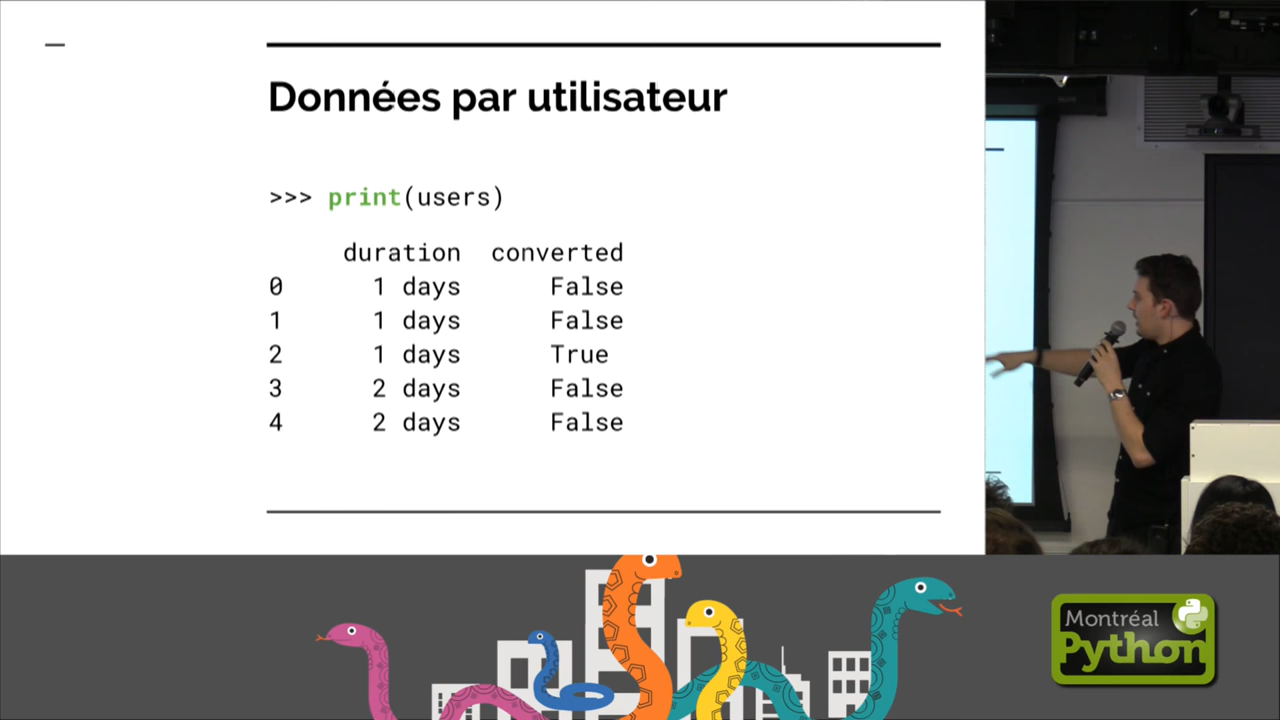 Données par utilisateur
>>> print(users)
duration converted
0 1 days False
1 1 days False
2 1 days True
3 2 days False
4 2 days False
Montréal
Python